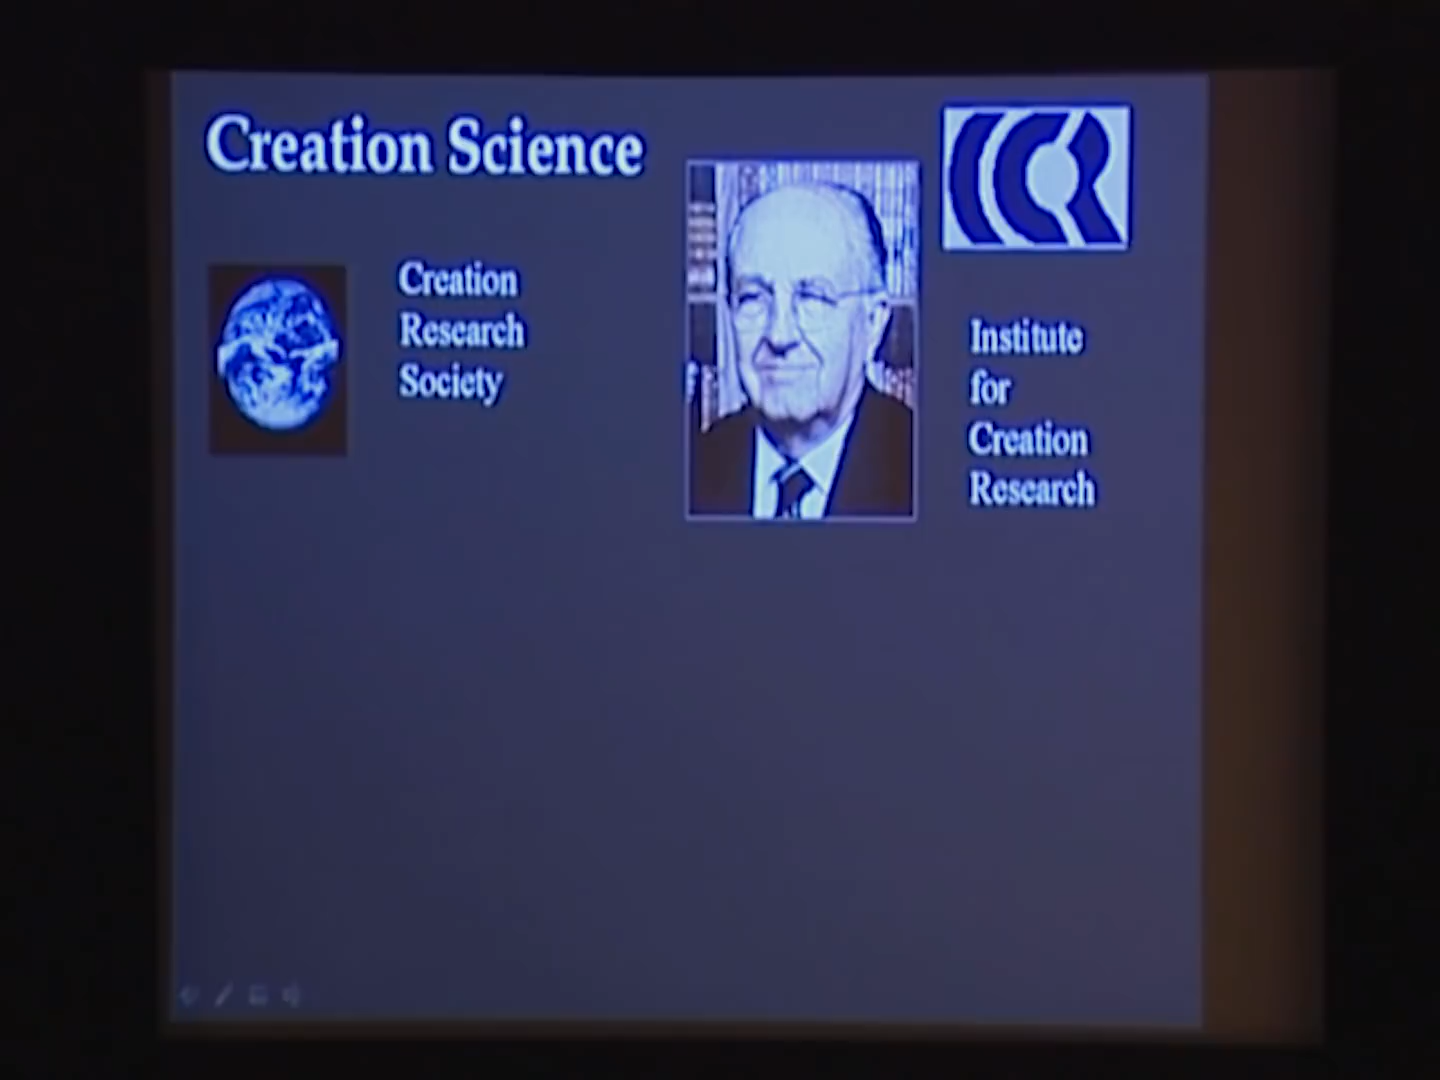 Creation Science
Creation
Research
Society
ICR
Institute
for
Creation
Research